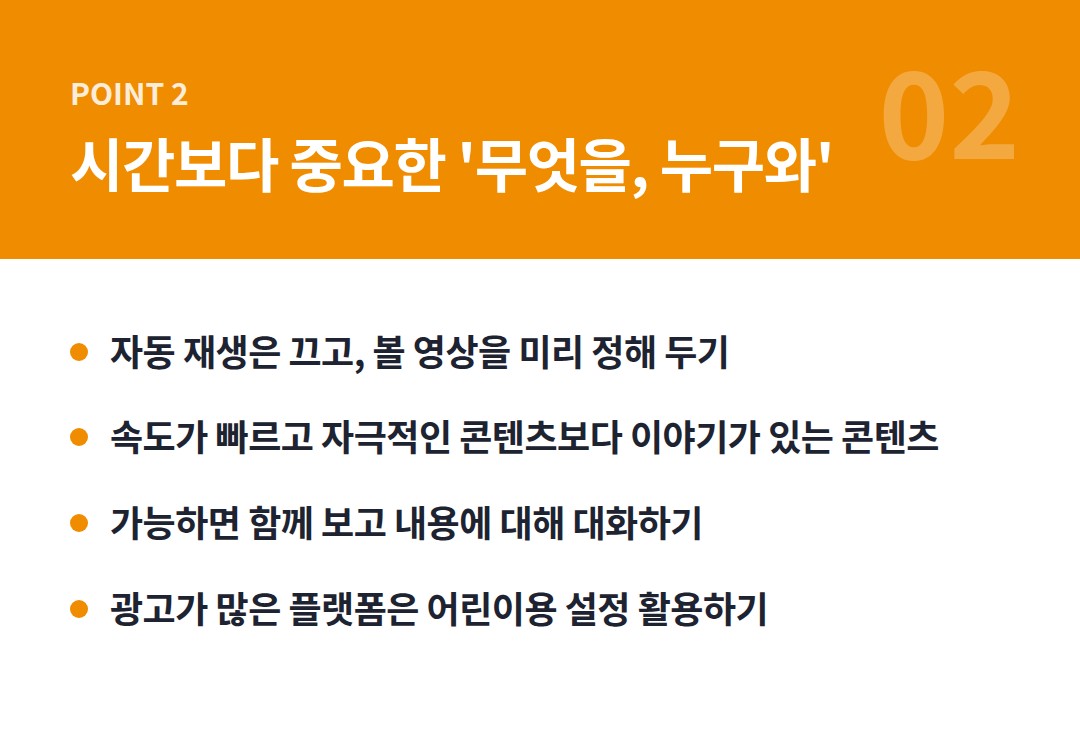 POINT 2
02
시간보다 중요한 '무엇을, 누구와'
자동 재생은 끄고, 볼 영상을 미리 정해 두기
속도가 빠르고 자극적인 콘텐츠보다 이야기가 있는 콘텐츠
가능하면 함께 보고 내용에 대해 대화하기
광고가 많은 플랫폼은 어린이용 설정 활용하기